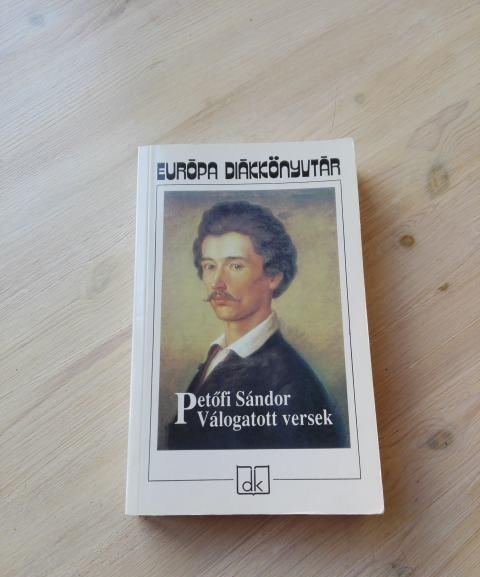 EURÓPA DIÁKKÖNYVTÁR
Petőfi Sándor
Válogatott versek
dk